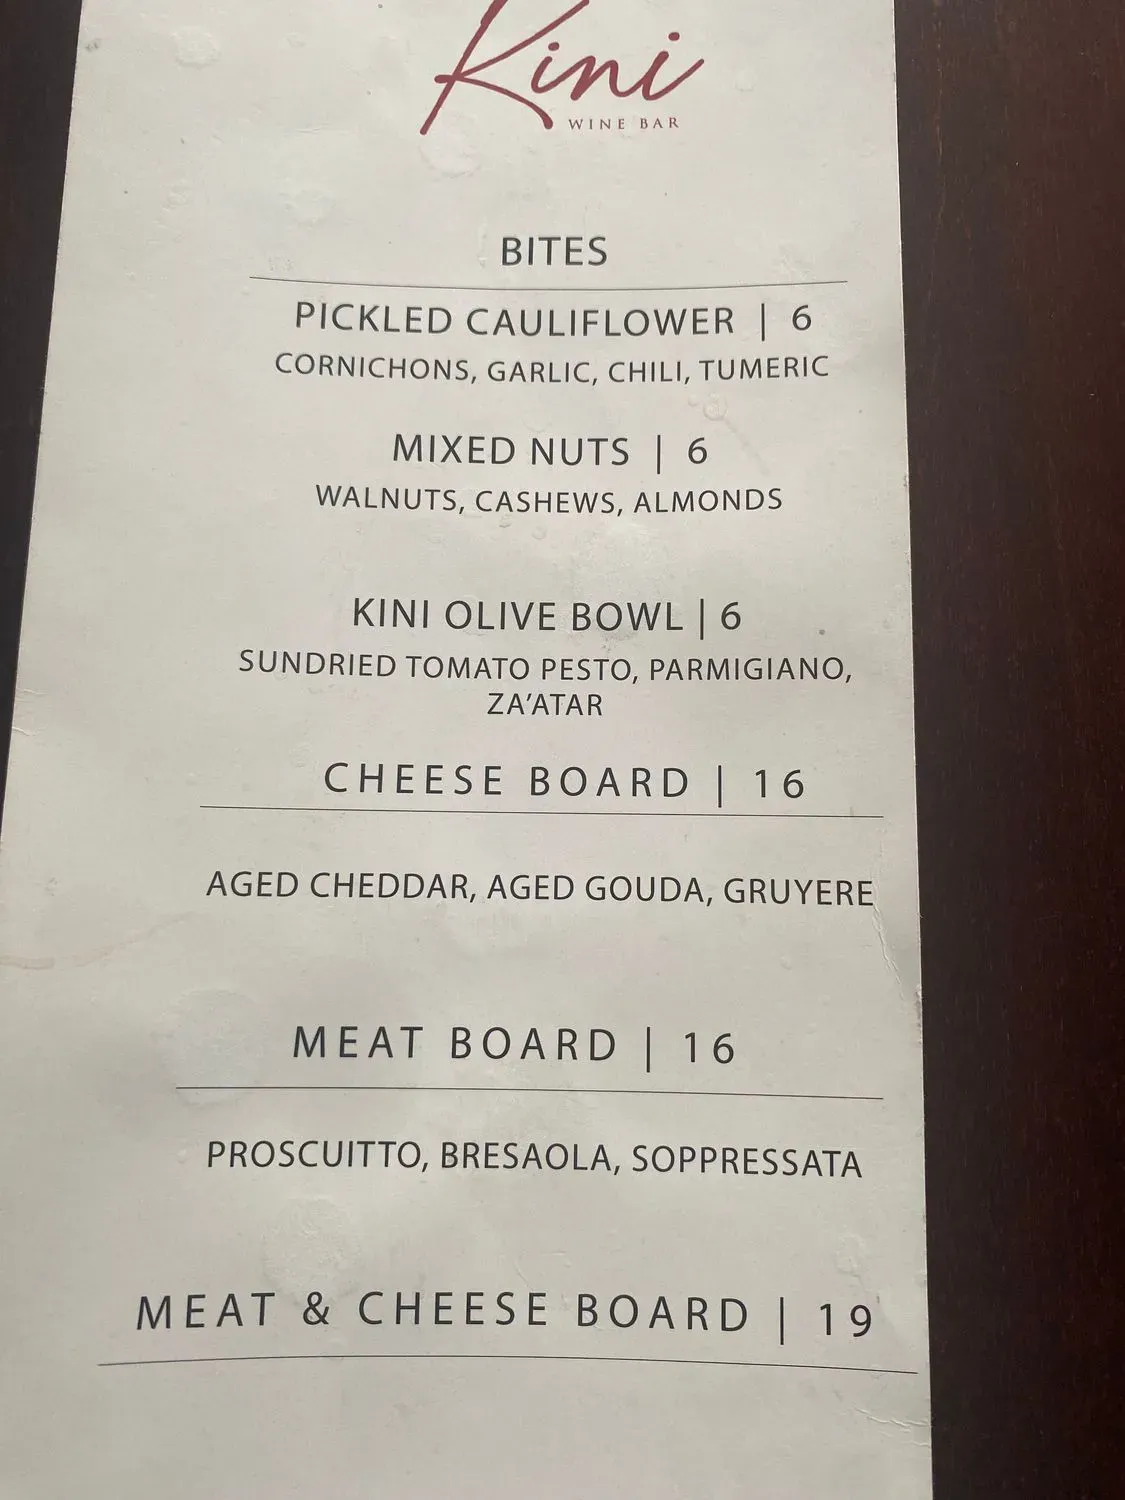 Kini
WINE BAR
BITES
PICKLED CAULIFLOWER | 6
CORNICHONS, GARLIC, CHILI, TUMERIC
MIXED NUTS | 6
WALNUTS, CASHEWS, ALMONDS
KINI OLIVE BOWL | 6
SUNDRIED TOMATO PESTO, PARMIGIANO,
ZA'ATAR
CHEESE BOARD | 16
AGED CHEDDAR, AGED GOUDA, GRUYERE
MEAT BOARD | 16
PROSCUITTO, BRESAOLA, SOPPRESSATA
MEAT & CHEESE BOARD | 19